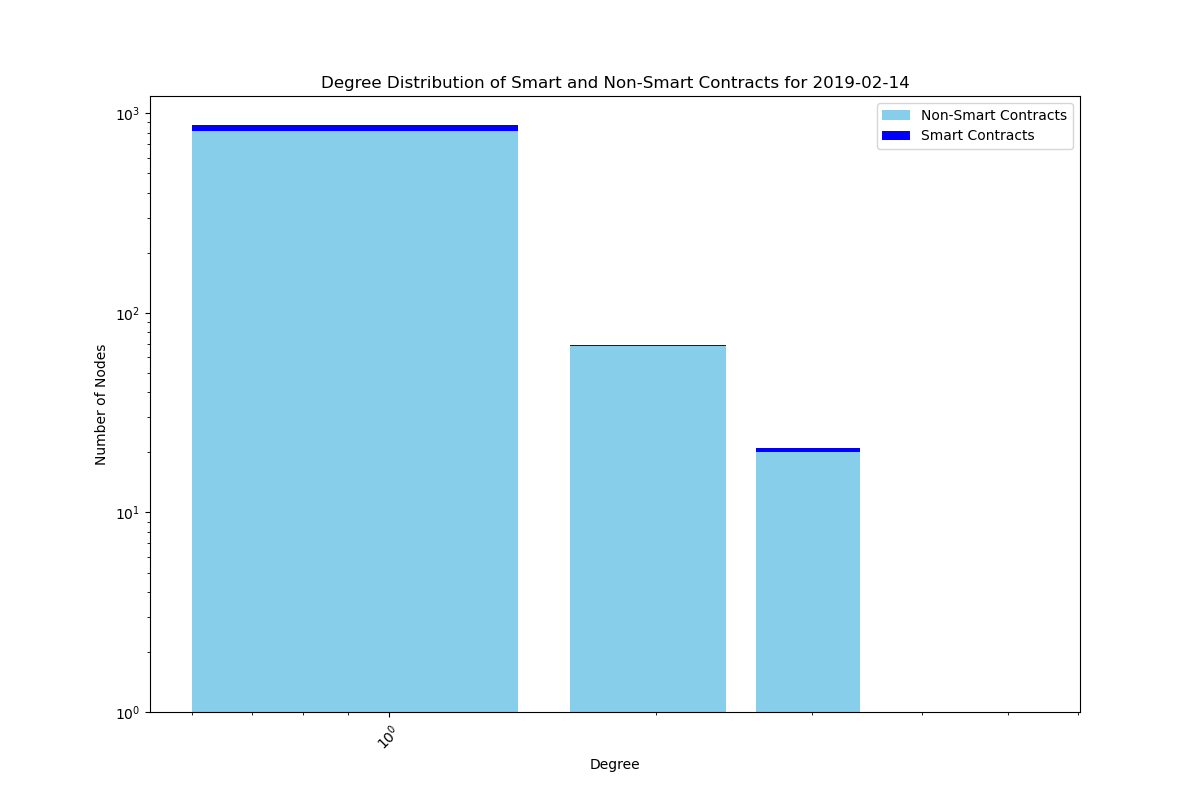 Degree Distribution of Smart and Non-Smart Contracts for 2019-02-14
Non-Smart Contracts
Smart Contracts
Number of Nodes
10³
10²
10¹
10⁰
10⁰
Degree